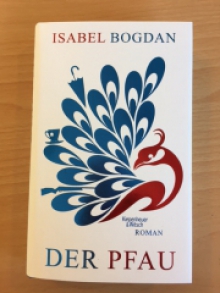 ISABEL BOGDAN
Kiepenheuer
& Witsch
ROMAN
DER PFAU